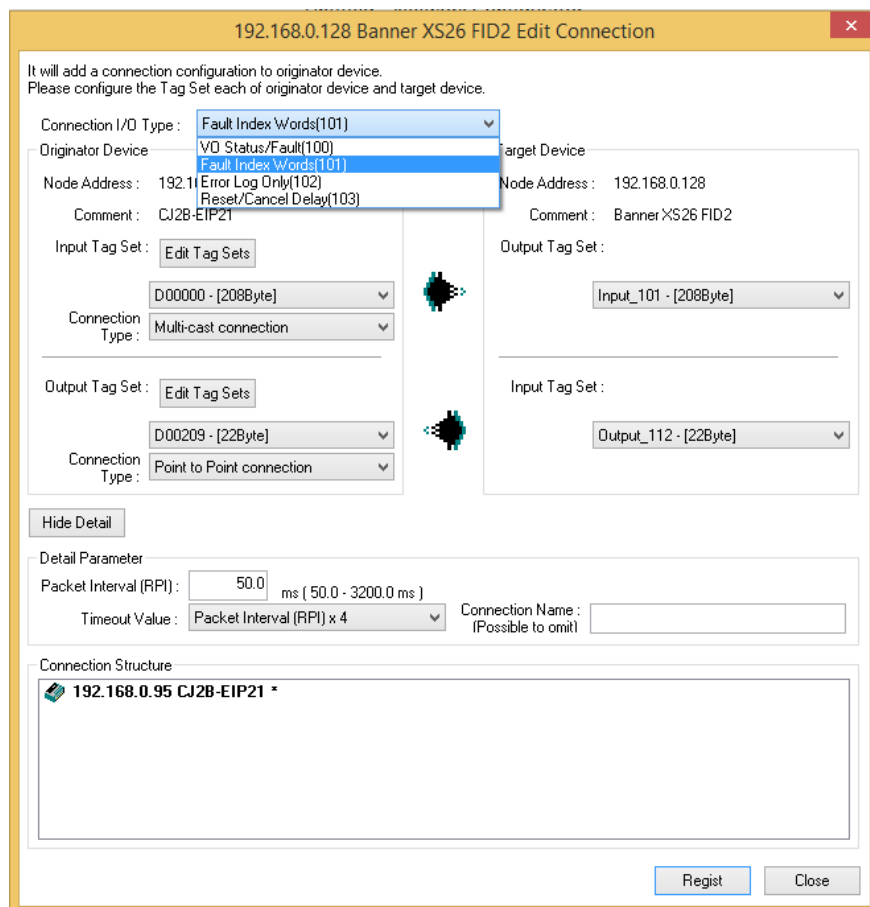 192.168.0.128 Banner XS26 FID2 Edit Connection
It will add a connection configuration to originator device.
Please configure the Tag Set each of originator device and target device.
Connection I/O Type : Fault Index Words(101)
VO Status/Fault(100)
Fault Index Words(101)
Error Log Only(102)
Reset/Cancel Delay(103)
Originator Device
Node Address : 192.1
Comment : CJ2B-EIP21
Input Tag Set : Edit Tag Sets
D00000 - [208Byte]
Connection Type : Multi-cast connection
Output Tag Set : Edit Tag Sets
D00209 - [22Byte]
Connection Type : Point to Point connection
Target Device
Node Address : 192.168.0.128
Comment : Banner XS26 FID2
Output Tag Set :
Input_101 - [208Byte]
Input Tag Set :
Output_112 - [22Byte]
Hide Detail
Detail Parameter
Packet Interval (RPI) : 50.0 ms ( 50.0 - 3200.0 ms )
Timeout Value : Packet Interval (RPI) x 4
Connection Name :
(Possible to omit)
Connection Structure
192.168.0.95 CJ2B-EIP21 *
Regist
Close